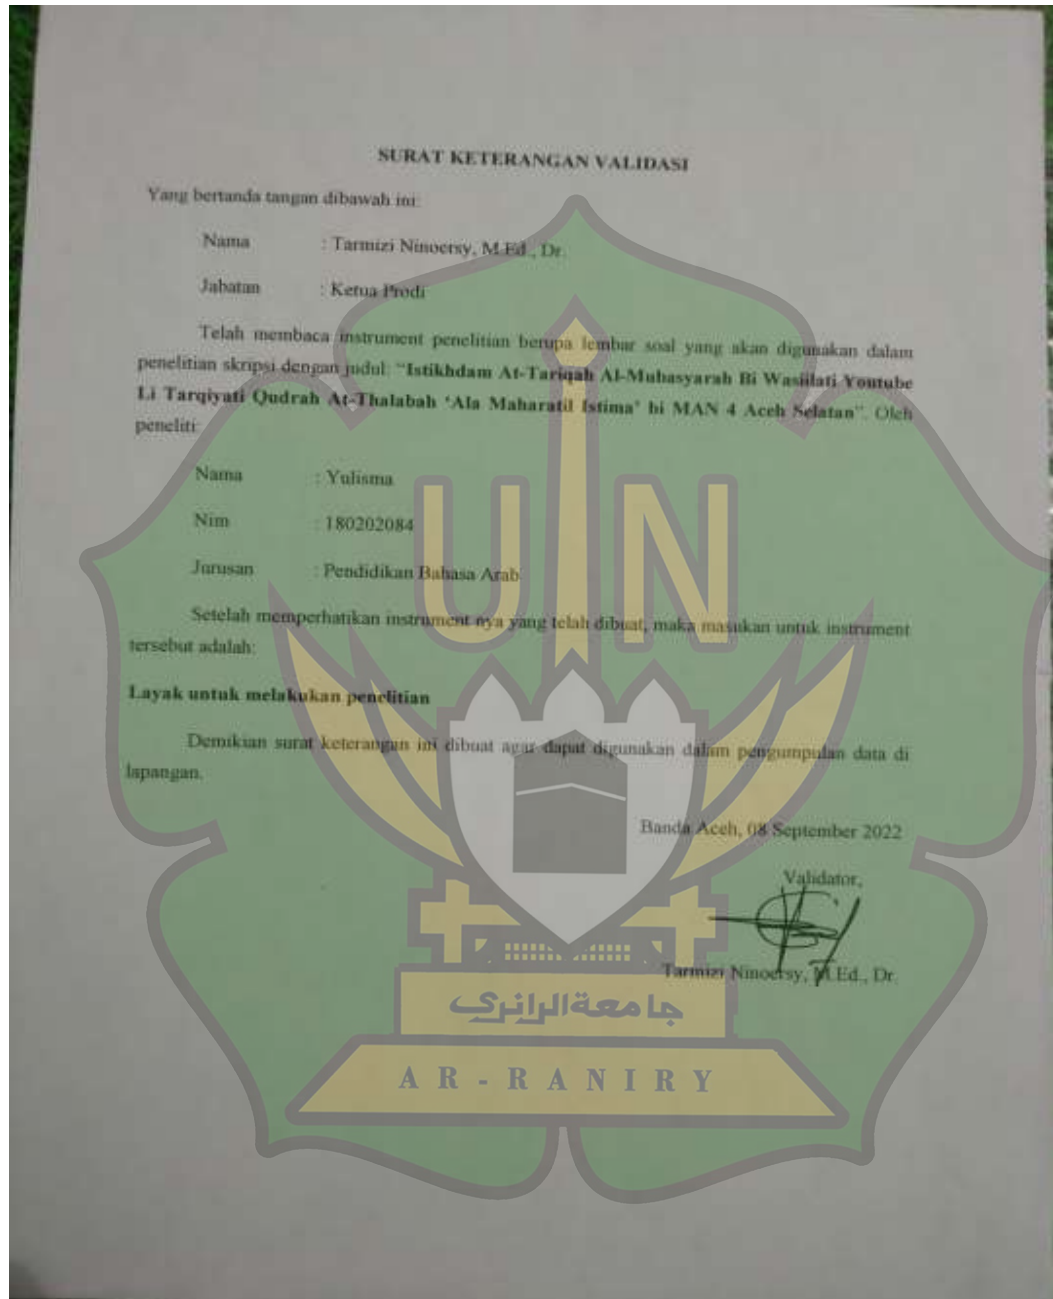 SURAT KETERANGAN VALIDASI
Yang bertanda tangan dibawah ini:
Nama : Tarmizi Ninoersy, M.Ed., Dr.
Jabatan : Ketua Prodi
Telah membaca instrument penelitian berupa lembar soal yang akan digunakan dalam
penelitian skripsi dengan judul: “Istikhdam At-Tariqah Al-Mubasyarah Bi Wasiilati Youtube
Li Tarqiyati Qudrah At-Thalabah ‘Ala Maharatil Istima’ bi MAN 4 Aceh Selatan”. Oleh
peneliti:
Nama : Yulisma
Nim : 180202084
Jurusan : Pendidikan Bahasa Arab
Setelah memperhatikan instrument nya yang telah dibuat, maka masukan untuk instrument
tersebut adalah:
Layak untuk melakukan penelitian
Demikian surat keterangan ini dibuat agar dapat digunakan dalam pengumpulan data di
lapangan.
Banda Aceh, 08 September 2022
Validator,
Tarmizi Ninoersy, M.Ed., Dr.
UIN
جامعة الرانري
AR-RANIRY